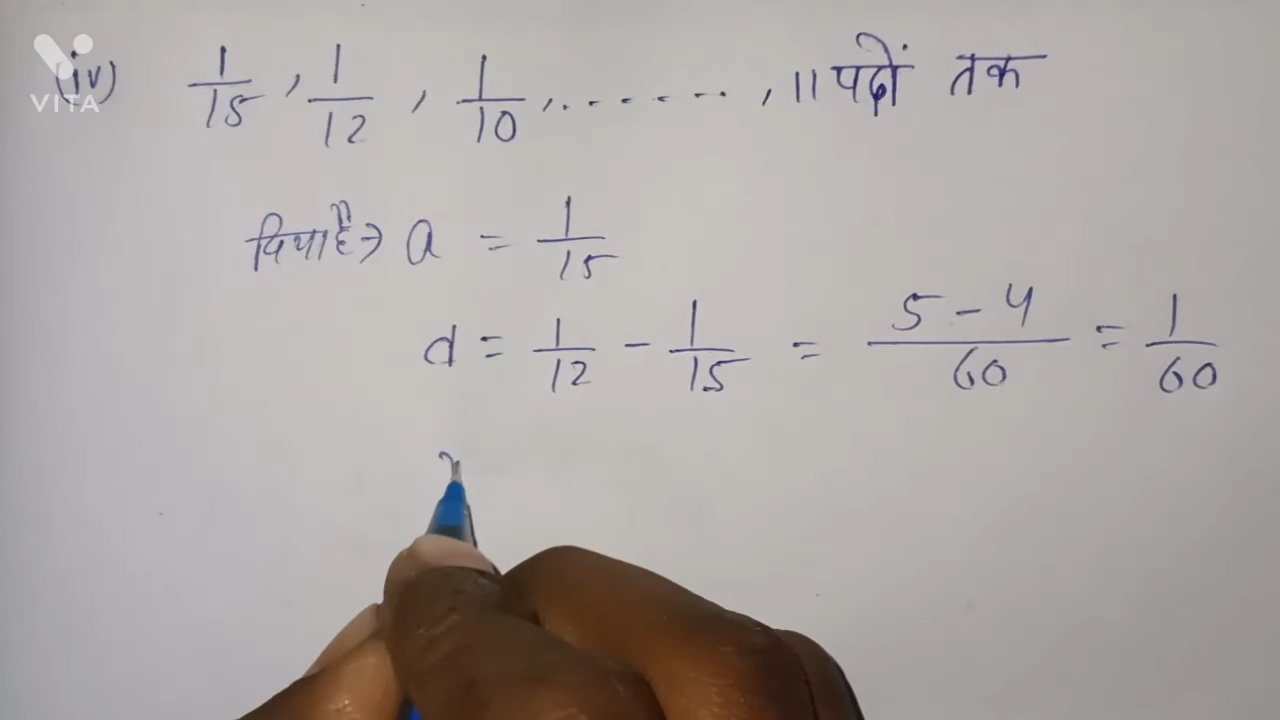 (iv) 1/15, 1/12, 1/10, ........, 11 पदों तक
दिया है→ a = 1/15
d = 1/12 - 1/15 = 5-4/60 = 1/60
VITA